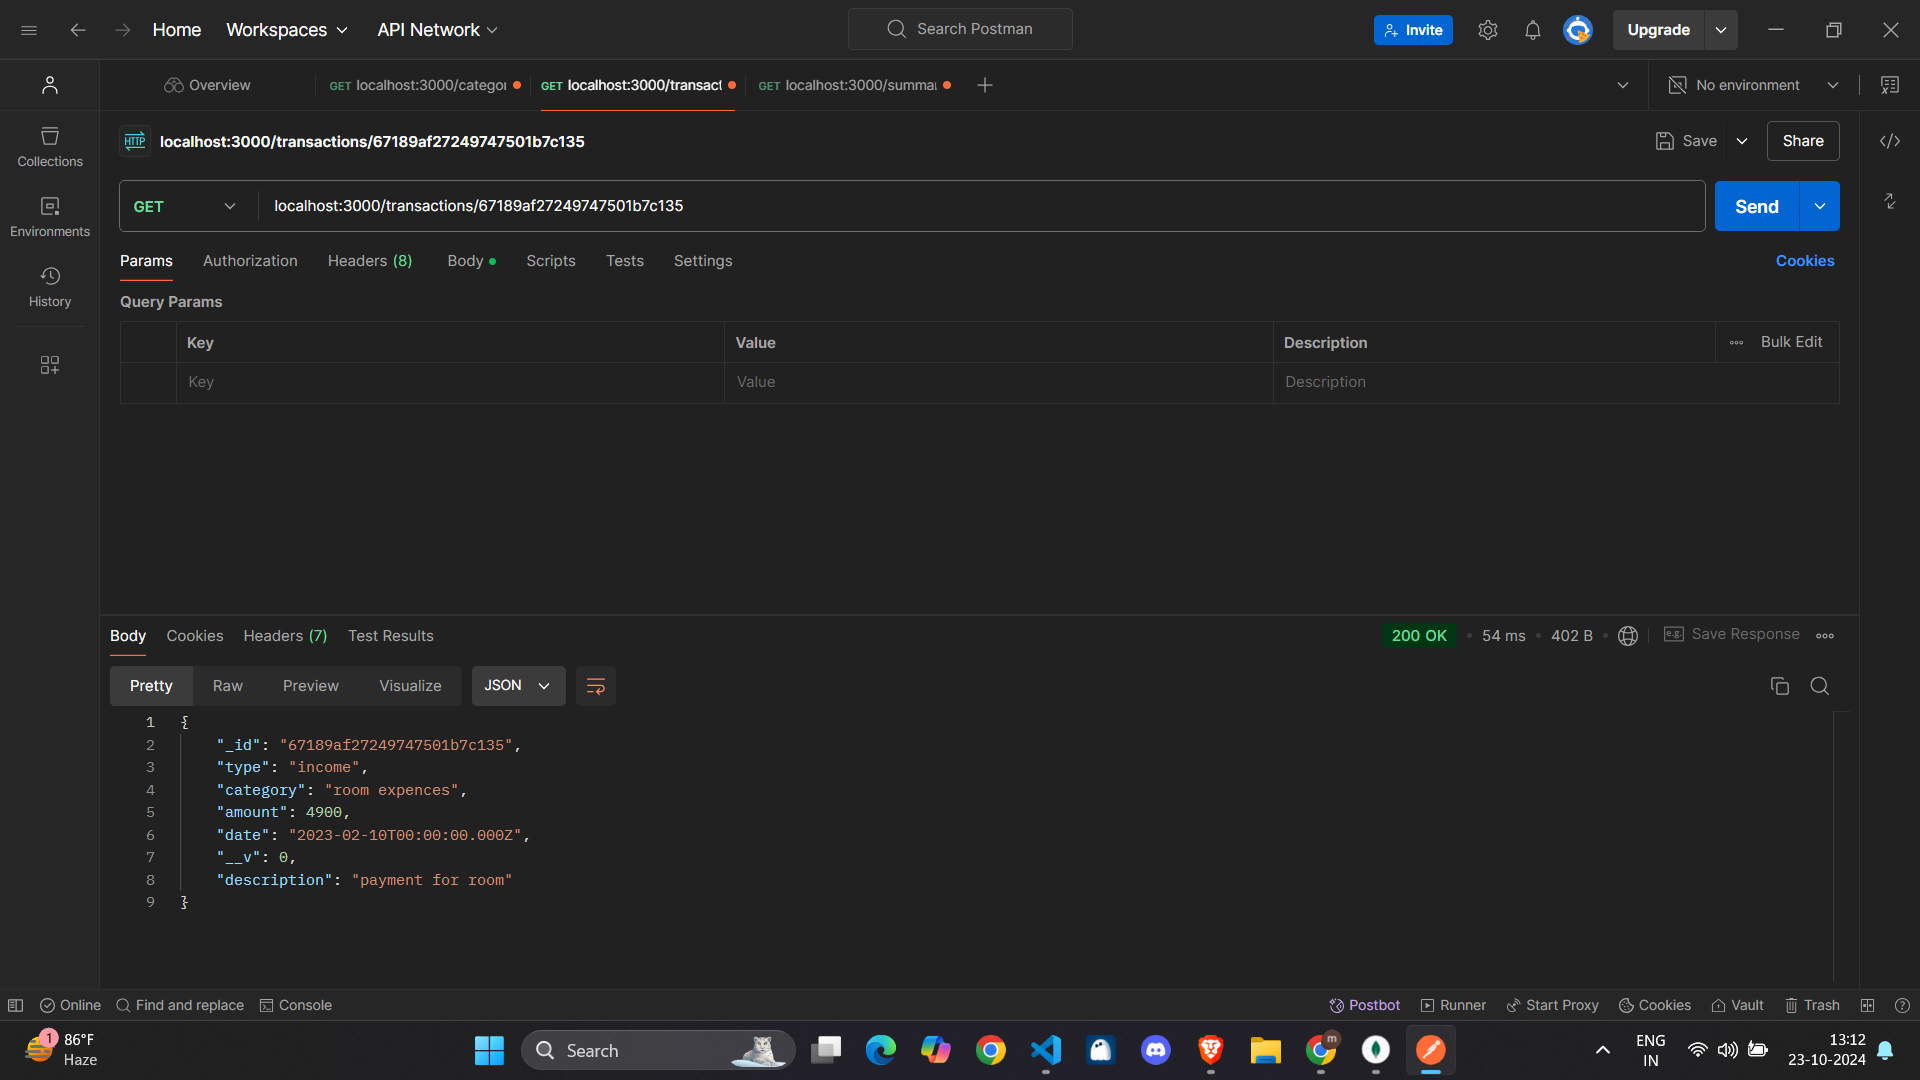 Home Workspaces API Network Search Postman Invite Upgrade
Overview GET localhost:3000/categor GET localhost:3000/transact GET localhost:3000/summar No environment
HTTP localhost:3000/transactions/67189af27249747501b7c135 Save Share
GET localhost:3000/transactions/67189af27249747501b7c135 Send
Collections
Environments
History
Params Authorization Headers (8) Body Scripts Tests Settings Cookies
Query Params
Key Value Description Bulk Edit
Key Value Description
Body Cookies Headers (7) Test Results 200 OK 54 ms 402 B e.g. Save Response
Pretty Raw Preview Visualize JSON
1 {
2 "_id": "67189af27249747501b7c135",
3 "type": "income",
4 "category": "room expences",
5 "amount": 4900,
6 "date": "2023-02-10T00:00:00.000Z",
7 "__v": 0,
8 "description": "payment for room"
9 }
Online Find and replace Console Postbot Runner Start Proxy Cookies Vault Trash
1 86°F
Haze
Search
m
ENG
IN
13:12
23-10-2024